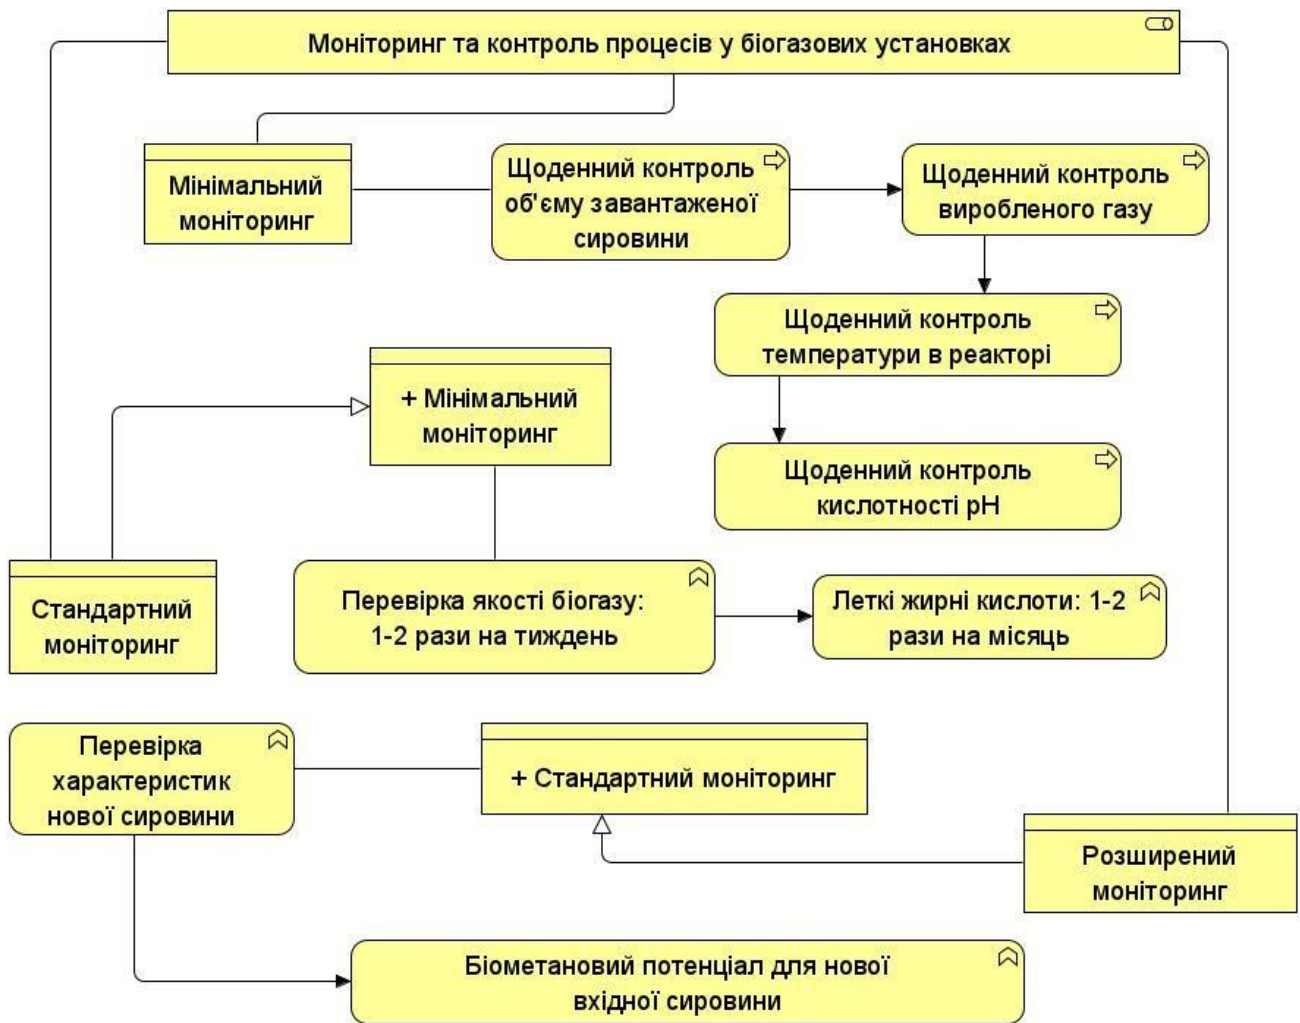 Моніторинг та контроль процесів у біогазових установках
Мінімальний
моніторинг
Щоденний контроль
об'єму завантаженої
сировини
Щоденний контроль
виробленого газу
Щоденний контроль
температури в реакторі
Щоденний контроль
кислотності pH
+ Мінімальний
моніторинг
Стандартний
моніторинг
Перевірка якості біогазу:
1-2 рази на тиждень
Леткі жирні кислоти: 1-2
рази на місяць
Перевірка
характеристик
нової сировини
+ Стандартний моніторинг
Розширений
моніторинг
Біометановий потенціал для нової
вхідної сировини